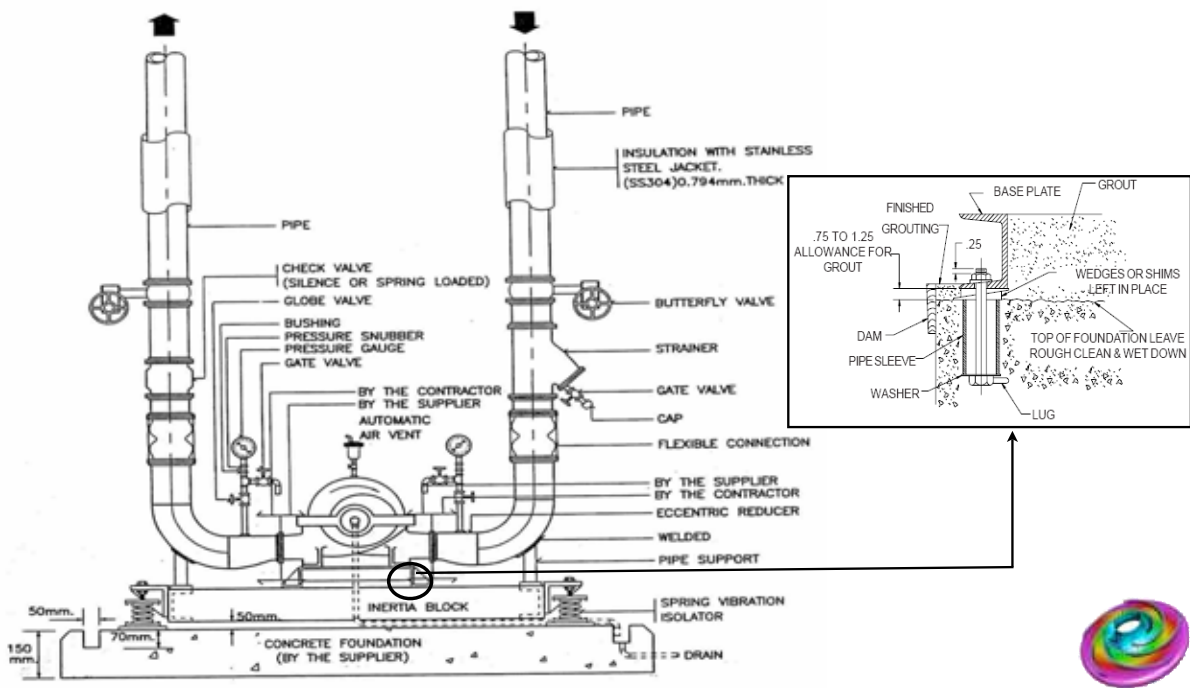 PIPE
INSULATION WITH STAINLESS
STEEL JACKET.
(SS304)0.794mm.THICK
PIPE
CHECK VALVE
(SILENCE OR SPRING LOADED)
GLOBE VALVE
BUSHING
PRESSURE SNUBBER
PRESSURE GAUGE
GATE VALVE
BY THE CONTRACTOR
BY THE SUPPLIER
AUTOMATIC
AIR VENT
BUTTERFLY VALVE
STRAINER
GATE VALVE
CAP
FLEXIBLE CONNECTION
BY THE SUPPLIER
BY THE CONTRACTOR
ECCENTRIC REDUCER
WELDED
PIPE SUPPORT
SPRING VIBRATION
ISOLATOR
INERTIA BLOCK
50mm.
50mm.
70mm.
150
mm.
CONCRETE FOUNDATION
(BY THE SUPPLIER)
DRAIN
BASE PLATE
GROUT
FINISHED
GROUTING
.75 TO 1.25
ALLOWANCE FOR
GROUT
.25
WEDGES OR SHIMS
LEFT IN PLACE
DAM
PIPE SLEEVE
WASHER
TOP OF FOUNDATION LEAVE
ROUGH CLEAN & WET DOWN
LUG